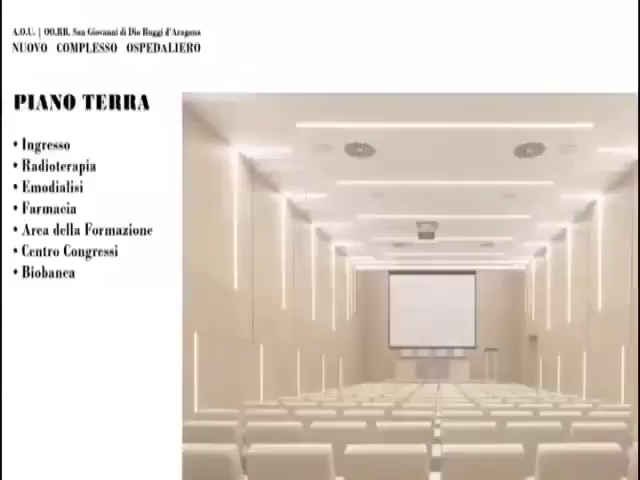 A.O.U. | OO.RR. San Giovanni di Dio Ruggi d'Aragona
NUOVO COMPLESSO OSPEDALIERO
PIANO TERRA
• Ingresso
• Radioterapia
• Emodialisi
• Farmacia
• Area della Formazione
• Centro Congressi
• Biobanca